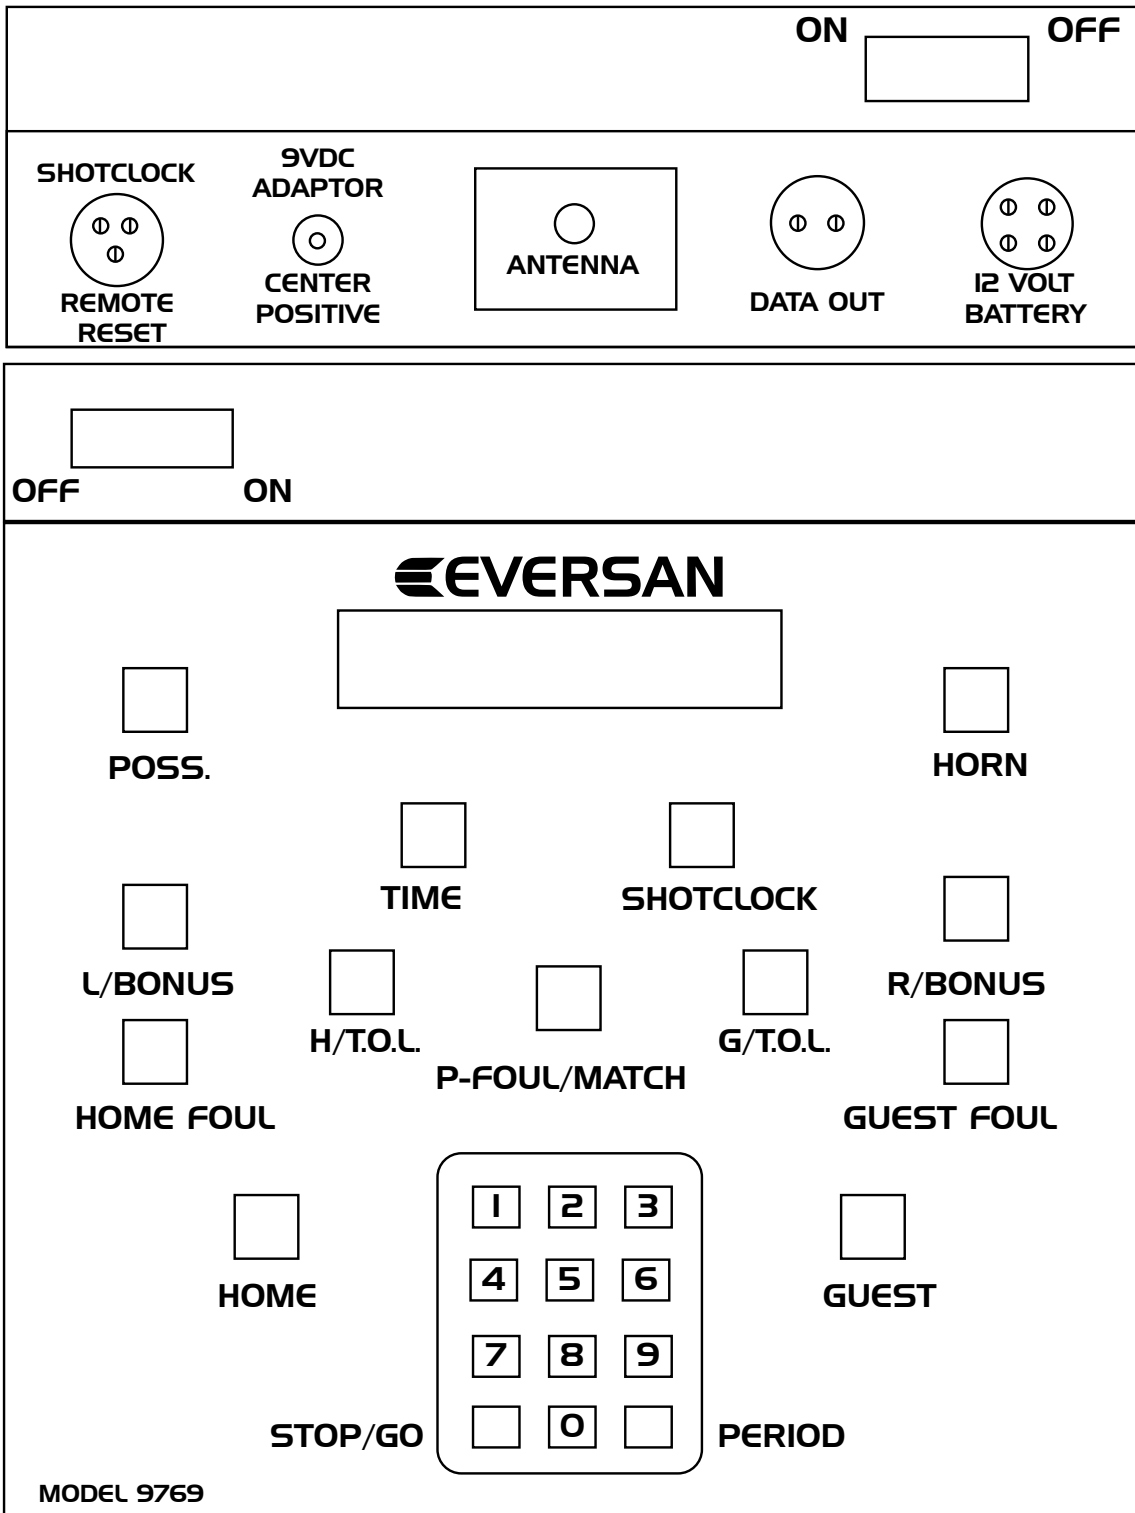 ON OFF
SHOTCLOCK
REMOTE
RESET
9VDC
ADAPTOR
CENTER
POSITIVE
ANTENNA
DATA OUT
12 VOLT
BATTERY
OFF ON
EVERSAN
POSS.
HORN
TIME
SHOTCLOCK
L/BONUS
R/BONUS
H/T.O.L.
G/T.O.L.
P-FOUL/MATCH
HOME FOUL
GUEST FOUL
1 2 3
HOME
4 5 6
GUEST
7 8 9
STOP/GO 0 PERIOD
MODEL 9769